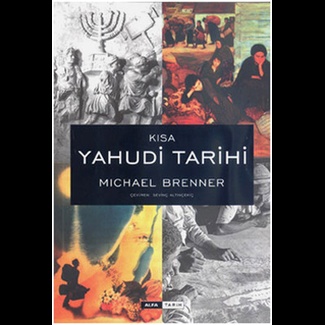 KISA
YAHUDİ TARİHİ
MICHAEL BRENNER
ÇEVİREN: SEVİNÇ ALTINÇEKİÇ
ALFA TARİH